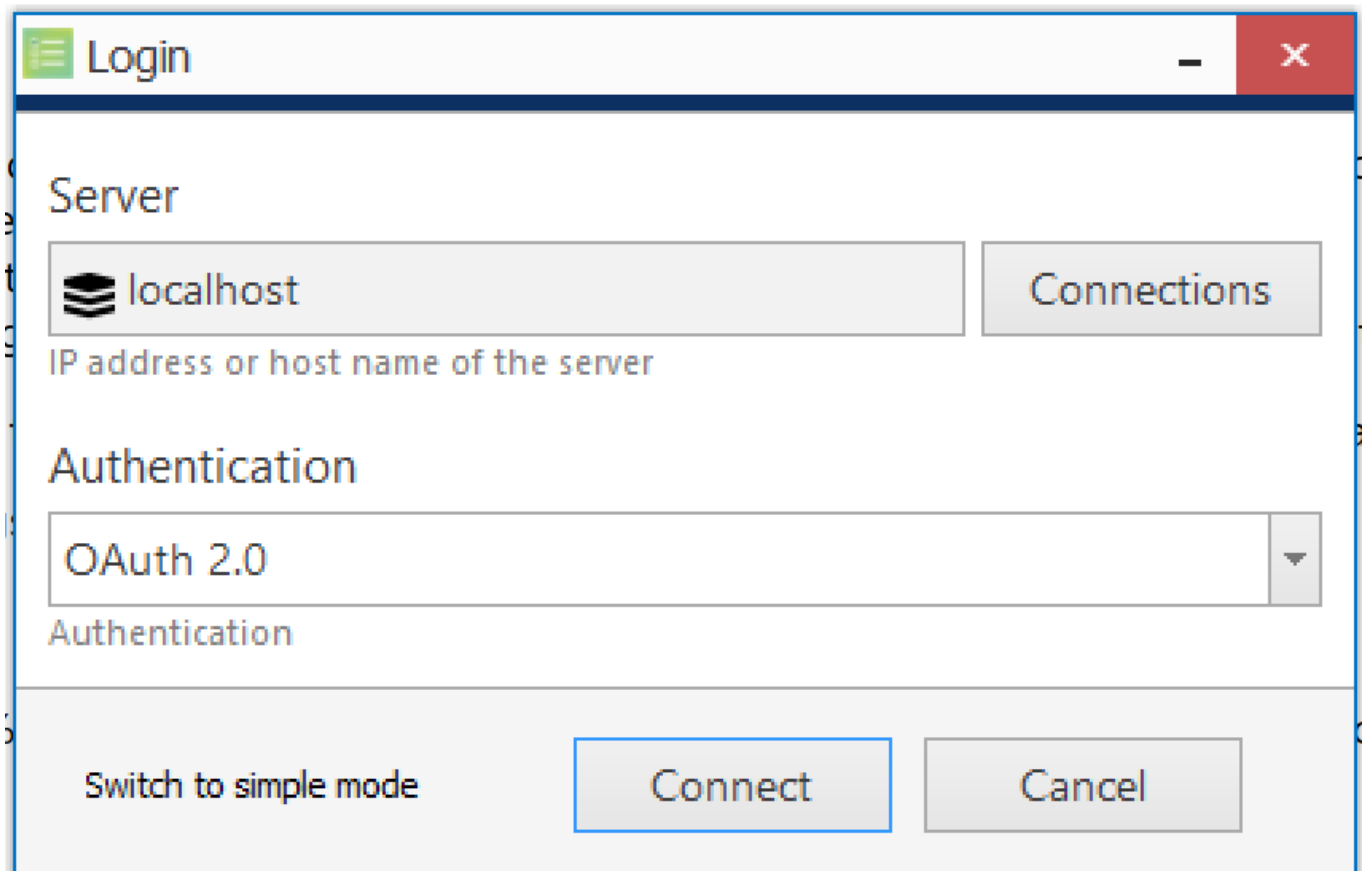 Login
Server
localhost
Connections
IP address or host name of the server
Authentication
OAuth 2.0
Authentication
Switch to simple mode
Connect
Cancel